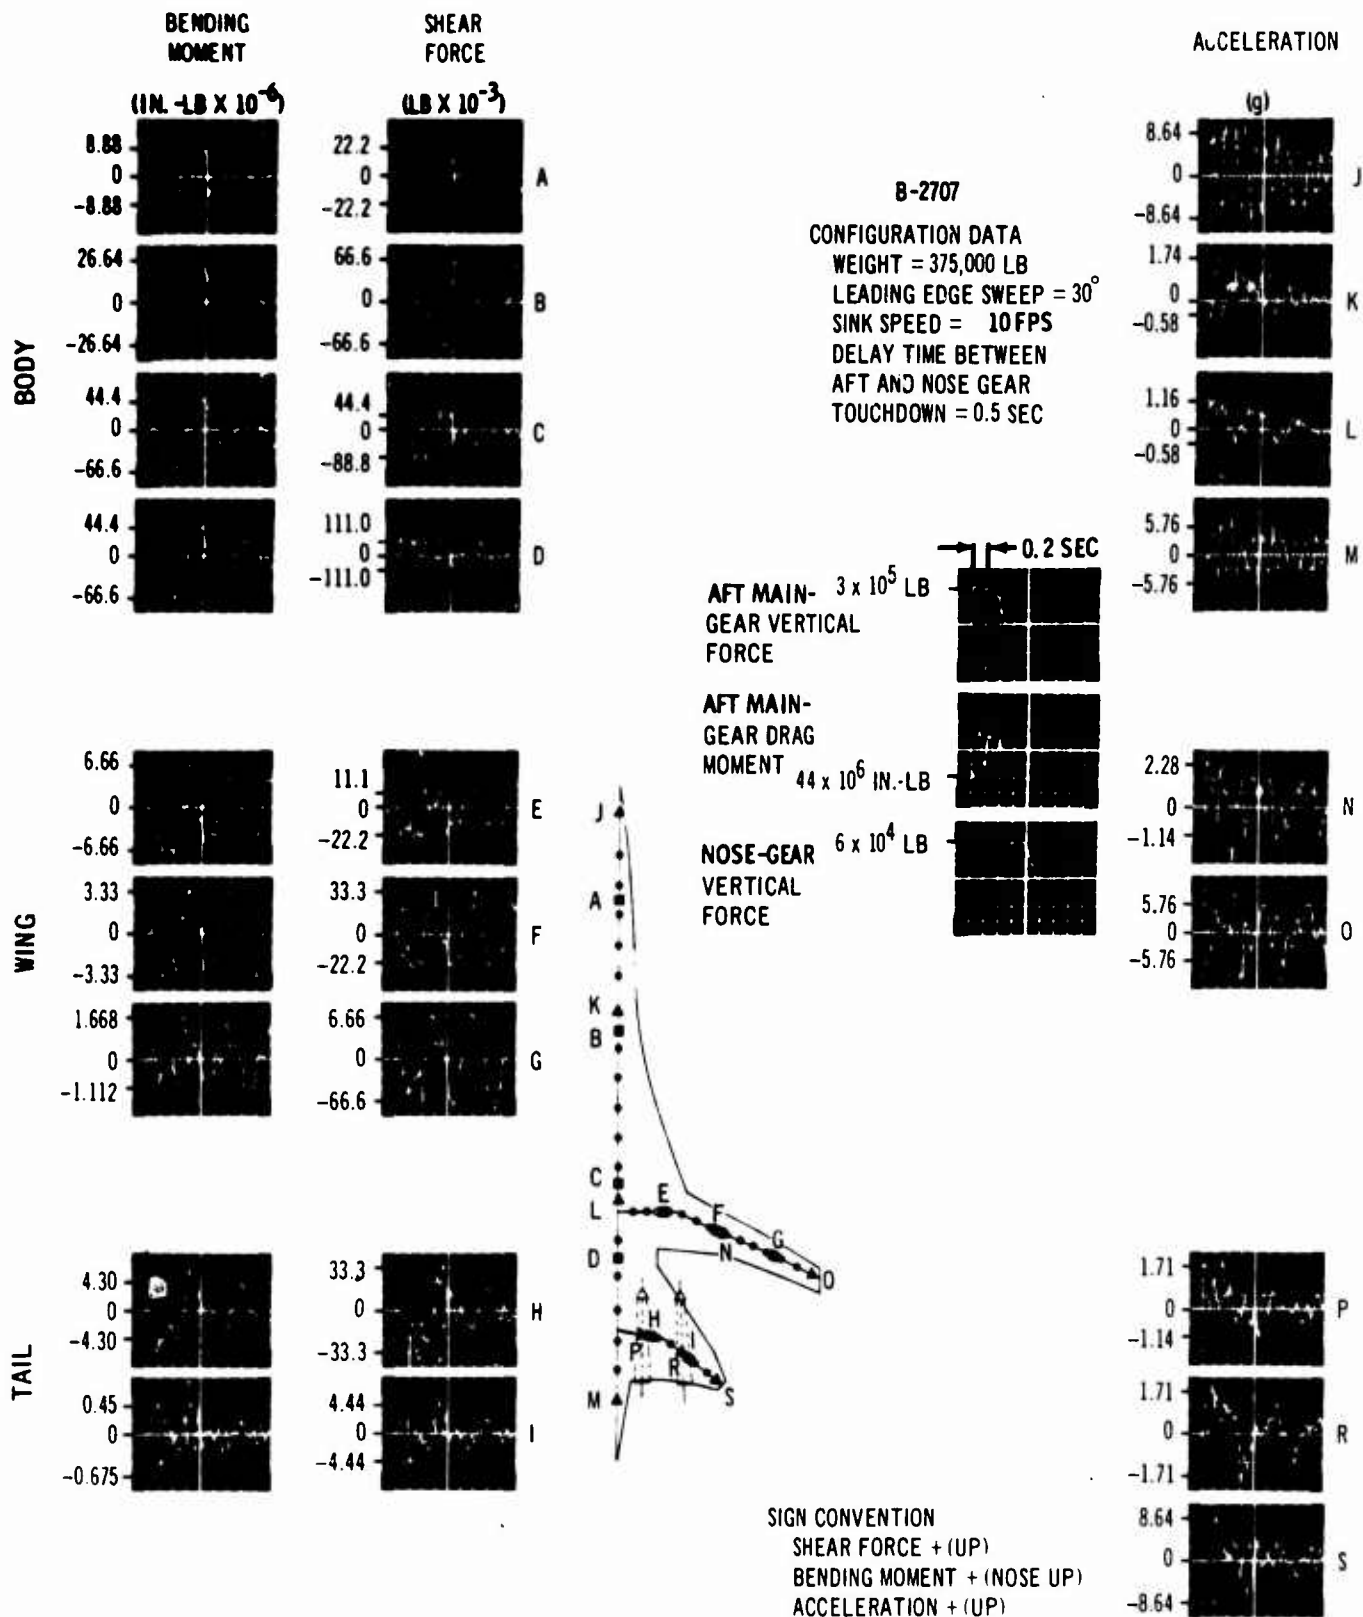 BENDING MOMENT
(IN. -LB X 10⁻⁶)
SHEAR FORCE
(LB X 10⁻³)
ACCELERATION
(g)
BODY
8.88
0
-8.88
22.2
0
-22.2
A
26.64
0
-26.64
66.6
0
-66.6
B
44.4
0
-66.6
44.4
0
-88.8
C
44.4
0
-66.6
111.0
0
-111.0
D
B-2707
CONFIGURATION DATA
WEIGHT = 375,000 LB
LEADING EDGE SWEEP = 30°
SINK SPEED = 10 FPS
DELAY TIME BETWEEN
AFT AND NOSE GEAR
TOUCHDOWN = 0.5 SEC
8.64
0
-8.64
J
1.74
0
-0.58
K
1.16
0
-0.58
L
5.76
0
-5.76
M
0.2 SEC
AFT MAIN-
GEAR VERTICAL
FORCE
3 x 10⁵ LB
AFT MAIN-
GEAR DRAG
MOMENT
44 x 10⁶ IN.-LB
NOSE-GEAR
VERTICAL
FORCE
6 x 10⁴ LB
WING
6.66
0
-6.66
11.1
0
-22.2
E
3.33
0
-3.33
33.3
0
-22.2
F
1.668
0
-1.112
6.66
0
-66.6
G
2.28
0
-1.14
N
5.76
0
-5.76
O
J
A
K
B
C
L
D
M
E
F
G
N
O
H
I
P
R
S
TAIL
4.30
0
-4.30
33.3
0
-33.3
H
0.45
0
-0.675
4.44
0
-4.44
I
1.71
0
-1.14
P
1.71
0
-1.71
R
8.64
0
-8.64
S
SIGN CONVENTION
SHEAR FORCE + (UP)
BENDING MOMENT + (NOSE UP)
ACCELERATION + (UP)